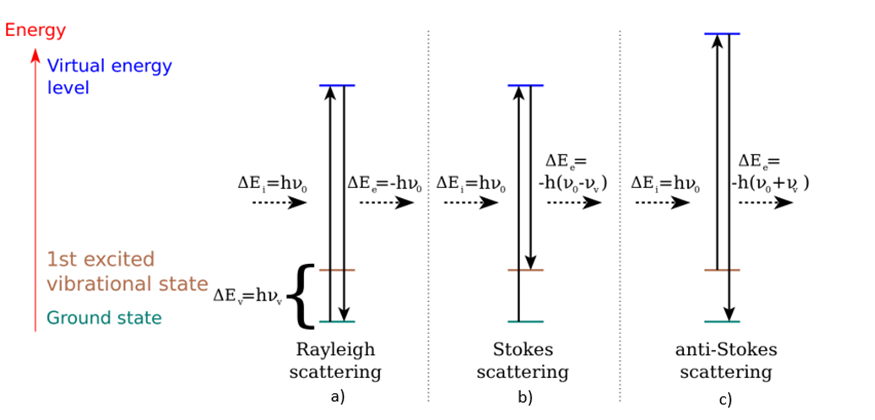 Energy
Virtual energy
level
ΔEᵢ=hν₀
ΔEₑ=-hν₀
ΔEᵢ=hν₀
ΔEₑ=
-h(ν₀-νᵥ)
ΔEᵢ=hν₀
ΔEₑ=
-h(ν₀+νᵥ)
1st excited
vibrational state
ΔEᵥ=hνᵥ
Ground state
Rayleigh
scattering
a)
Stokes
scattering
b)
anti-Stokes
scattering
c)